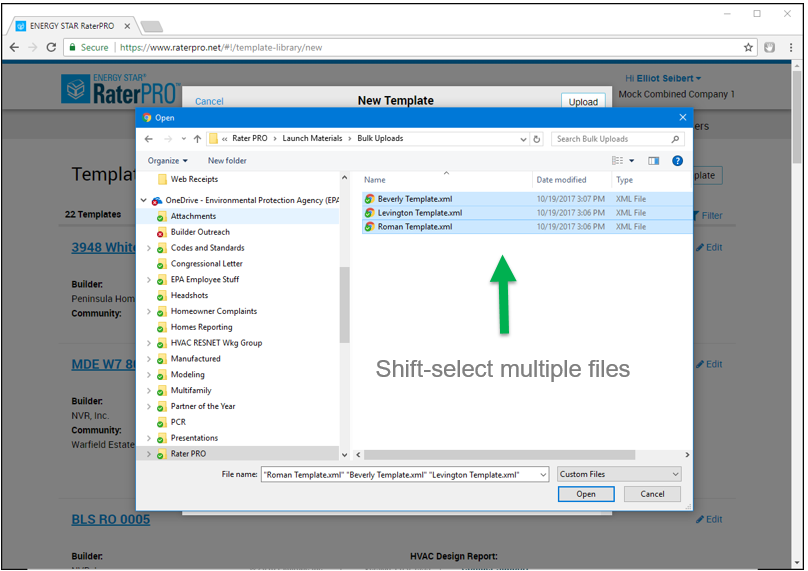 ENERGY STAR RaterPRO
Secure https://www.raterpro.net/#!/template-library/new
ENERGY STAR®
RaterPRO™
Hi Elliot Seibert
Mock Combined Company 1
Cancel New Template Upload
Open
« Rater PRO > Launch Materials > Bulk Uploads
Search Bulk Uploads
Organize New folder
Name Date modified Type
Web Receipts
OneDrive - Environmental Protection Agency (EPA
Attachments
Builder Outreach
Codes and Standards
Congressional Letter
EPA Employee Stuff
Headshots
Homeowner Complaints
Homes Reporting
HVAC RESNET Wkg Group
Manufactured
Modeling
Multifamily
Partner of the Year
PCR
Presentations
Rater PRO
Beverly Template.xml 10/19/2017 3:07 PM XML File
Levington Template.xml 10/19/2017 3:06 PM XML File
Roman Template.xml 10/19/2017 3:06 PM XML File
Shift-select multiple files
File name: "Roman Template.xml" "Beverly Template.xml" "Levington Template.xml"
Custom Files
Open Cancel
ers
Templa
plate
22 Templates
Filter
3948 White
Edit
Builder:
Peninsula Hom
Community:
MDE W7 80
Edit
Builder:
NVR, Inc.
Community:
Warfield Estate
BLS RO 0005
Edit
Builder:
HVAC Design Report: